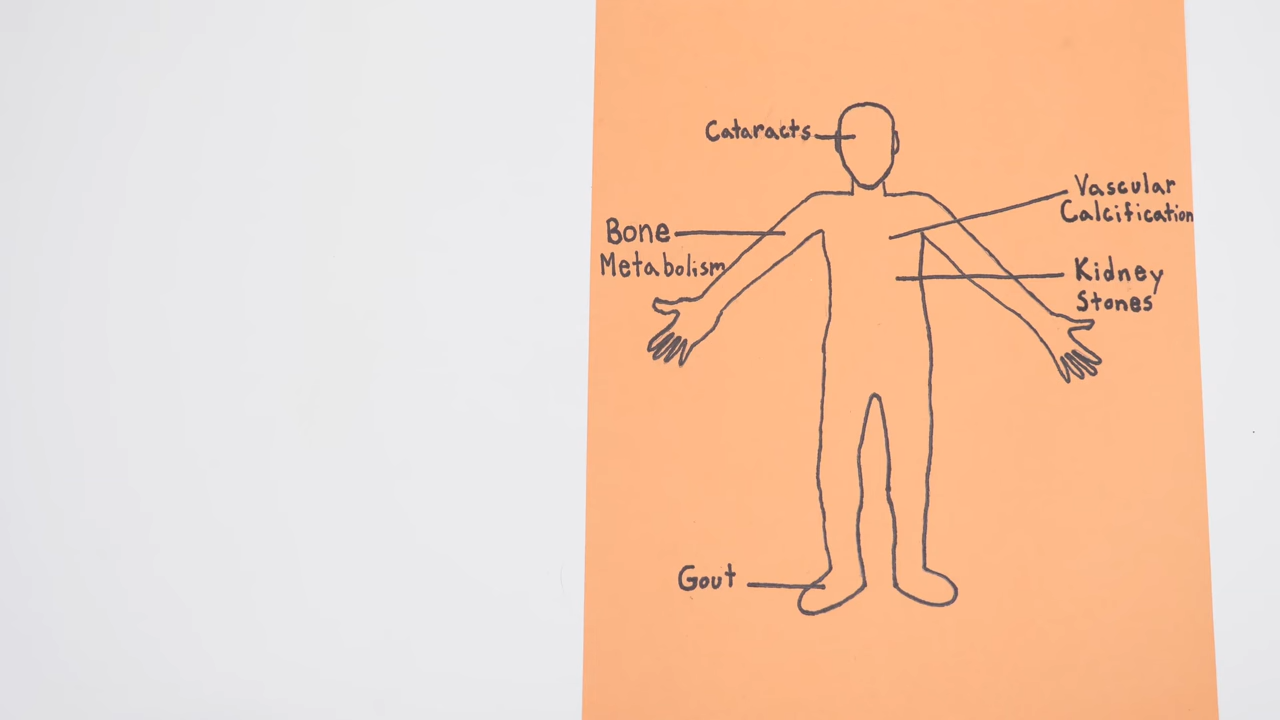 Cataracts
Vascular
Calcification
Bone
Metabolism
Kidney
Stones
Gout